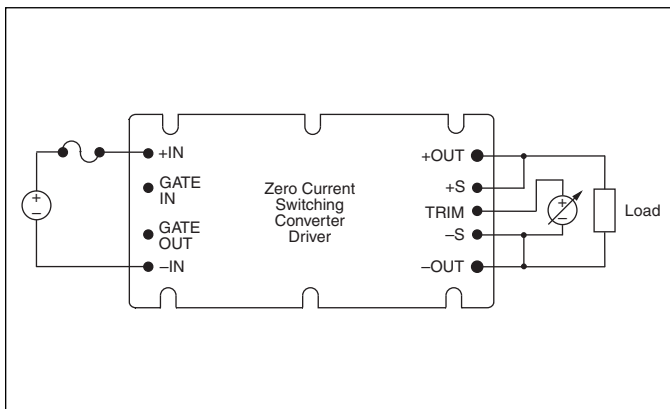 +IN
GATE
IN
GATE
OUT
–IN
Zero Current
Switching
Converter
Driver
+OUT
+S
TRIM
–S
–OUT
+
–
+
–
Load